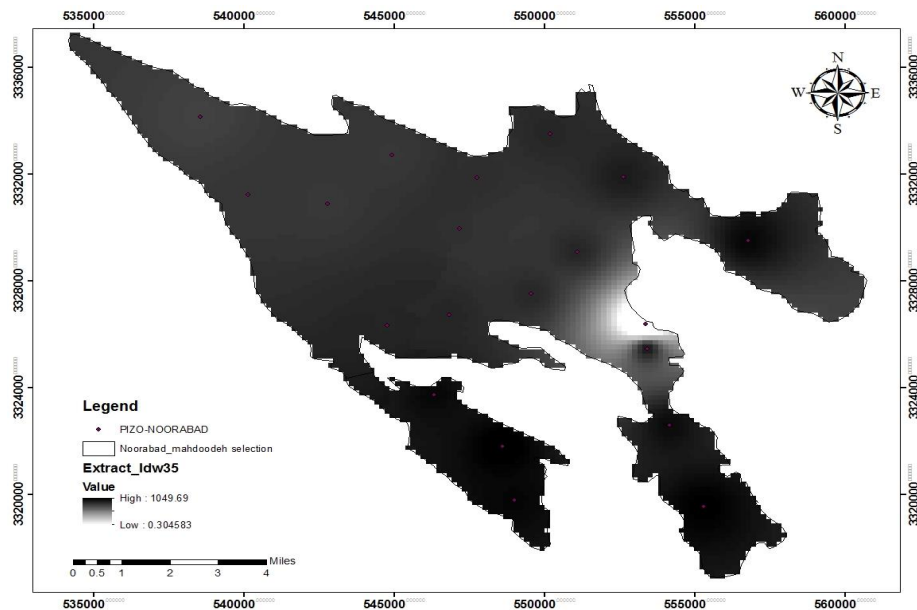 535000 540000 545000 550000 555000 560000
3336000 3336000
3332000 3332000
3328000 3328000
3324000 3324000
3320000 3320000
N
W E
S
Legend
PIZO-NOORABAD
Noorabad_mahdoodeh selection
Extract_Idw35
Value
High : 1049.69
Low : 0.304583
Miles
0 0.5 1 2 3 4
535000 540000 545000 550000 555000 560000